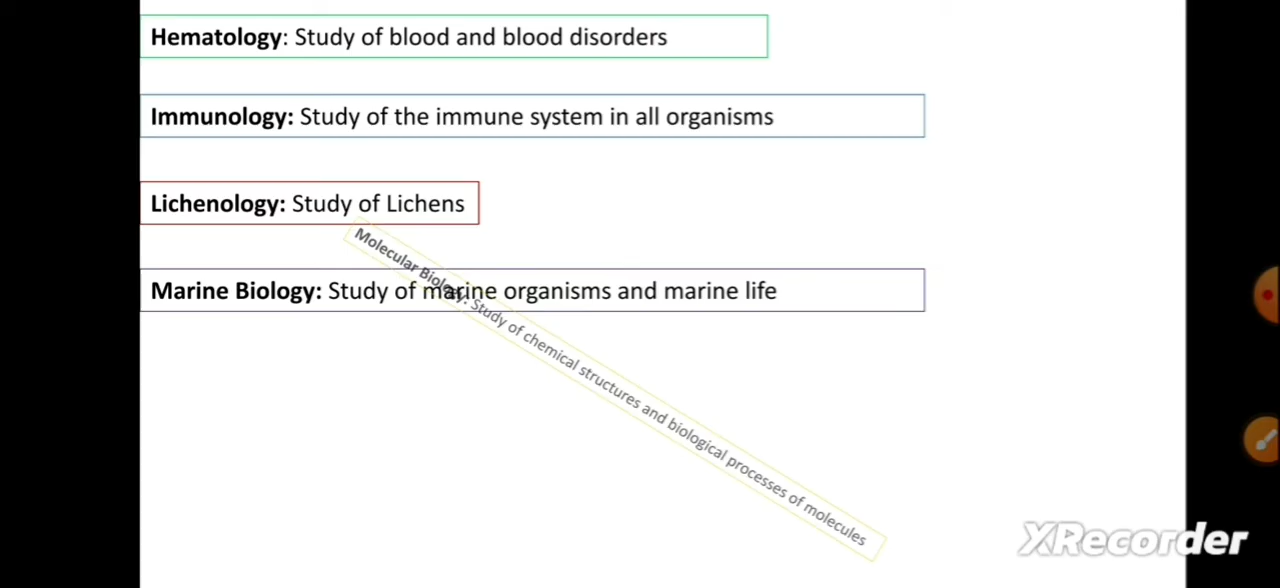 Hematology: Study of blood and blood disorders
Immunology: Study of the immune system in all organisms
Lichenology: Study of Lichens
Molecular Biology: Study of chemical structures and biological processes of molecules
Marine Biology: Study of marine organisms and marine life
XRecorder